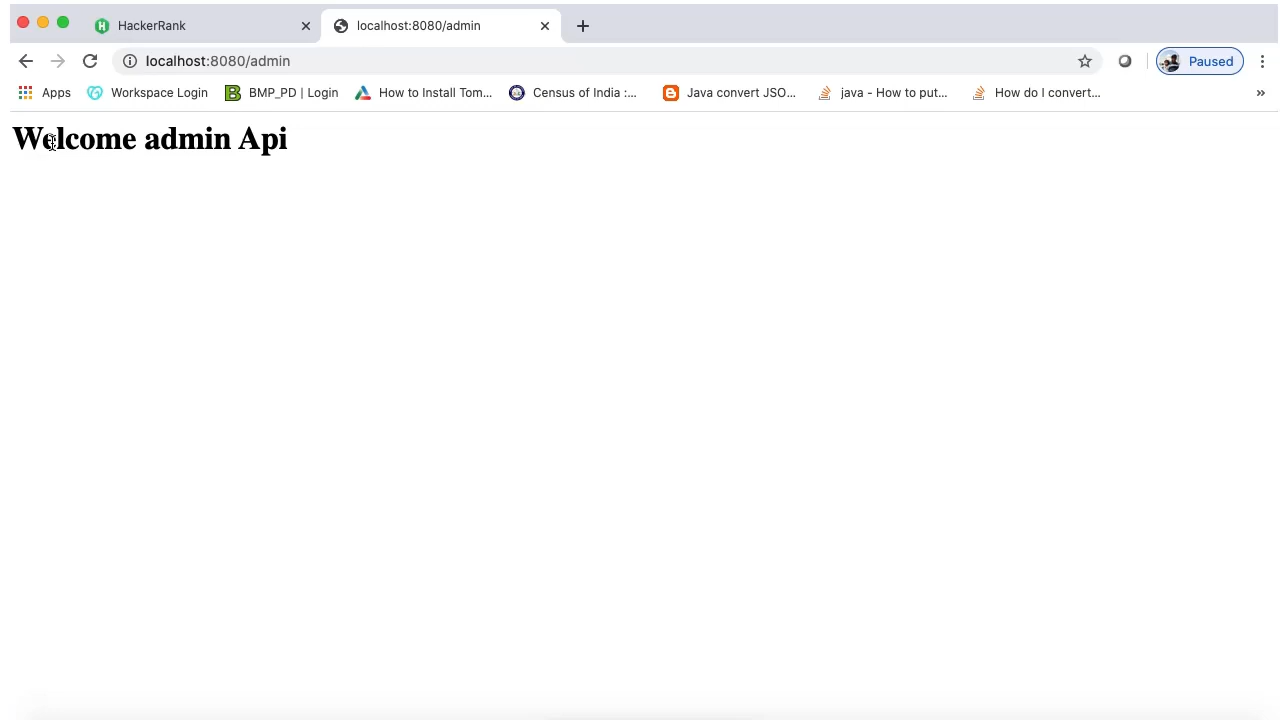 HackerRank
localhost:8080/admin
localhost:8080/admin
Paused
Apps
Workspace Login
BMP_PD | Login
How to Install Tom...
Census of India :...
Java convert JSO...
java - How to put...
How do I convert...
»
Welcome admin Api